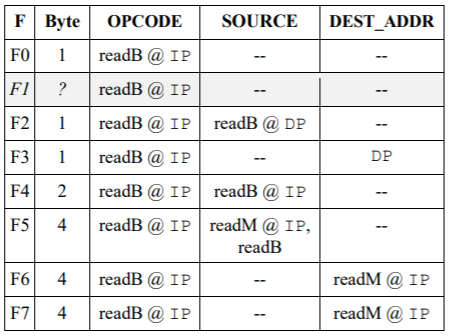 F Byte OPCODE SOURCE DEST_ADDR
F0 1 readB @ IP -- --
F1 ? readB @ IP -- --
F2 1 readB @ IP readB @ DP --
F3 1 readB @ IP -- DP
F4 2 readB @ IP readB @ IP --
F5 4 readB @ IP readM @ IP, --
readB
F6 4 readB @ IP -- readM @ IP
F7 4 readB @ IP -- readM @ IP